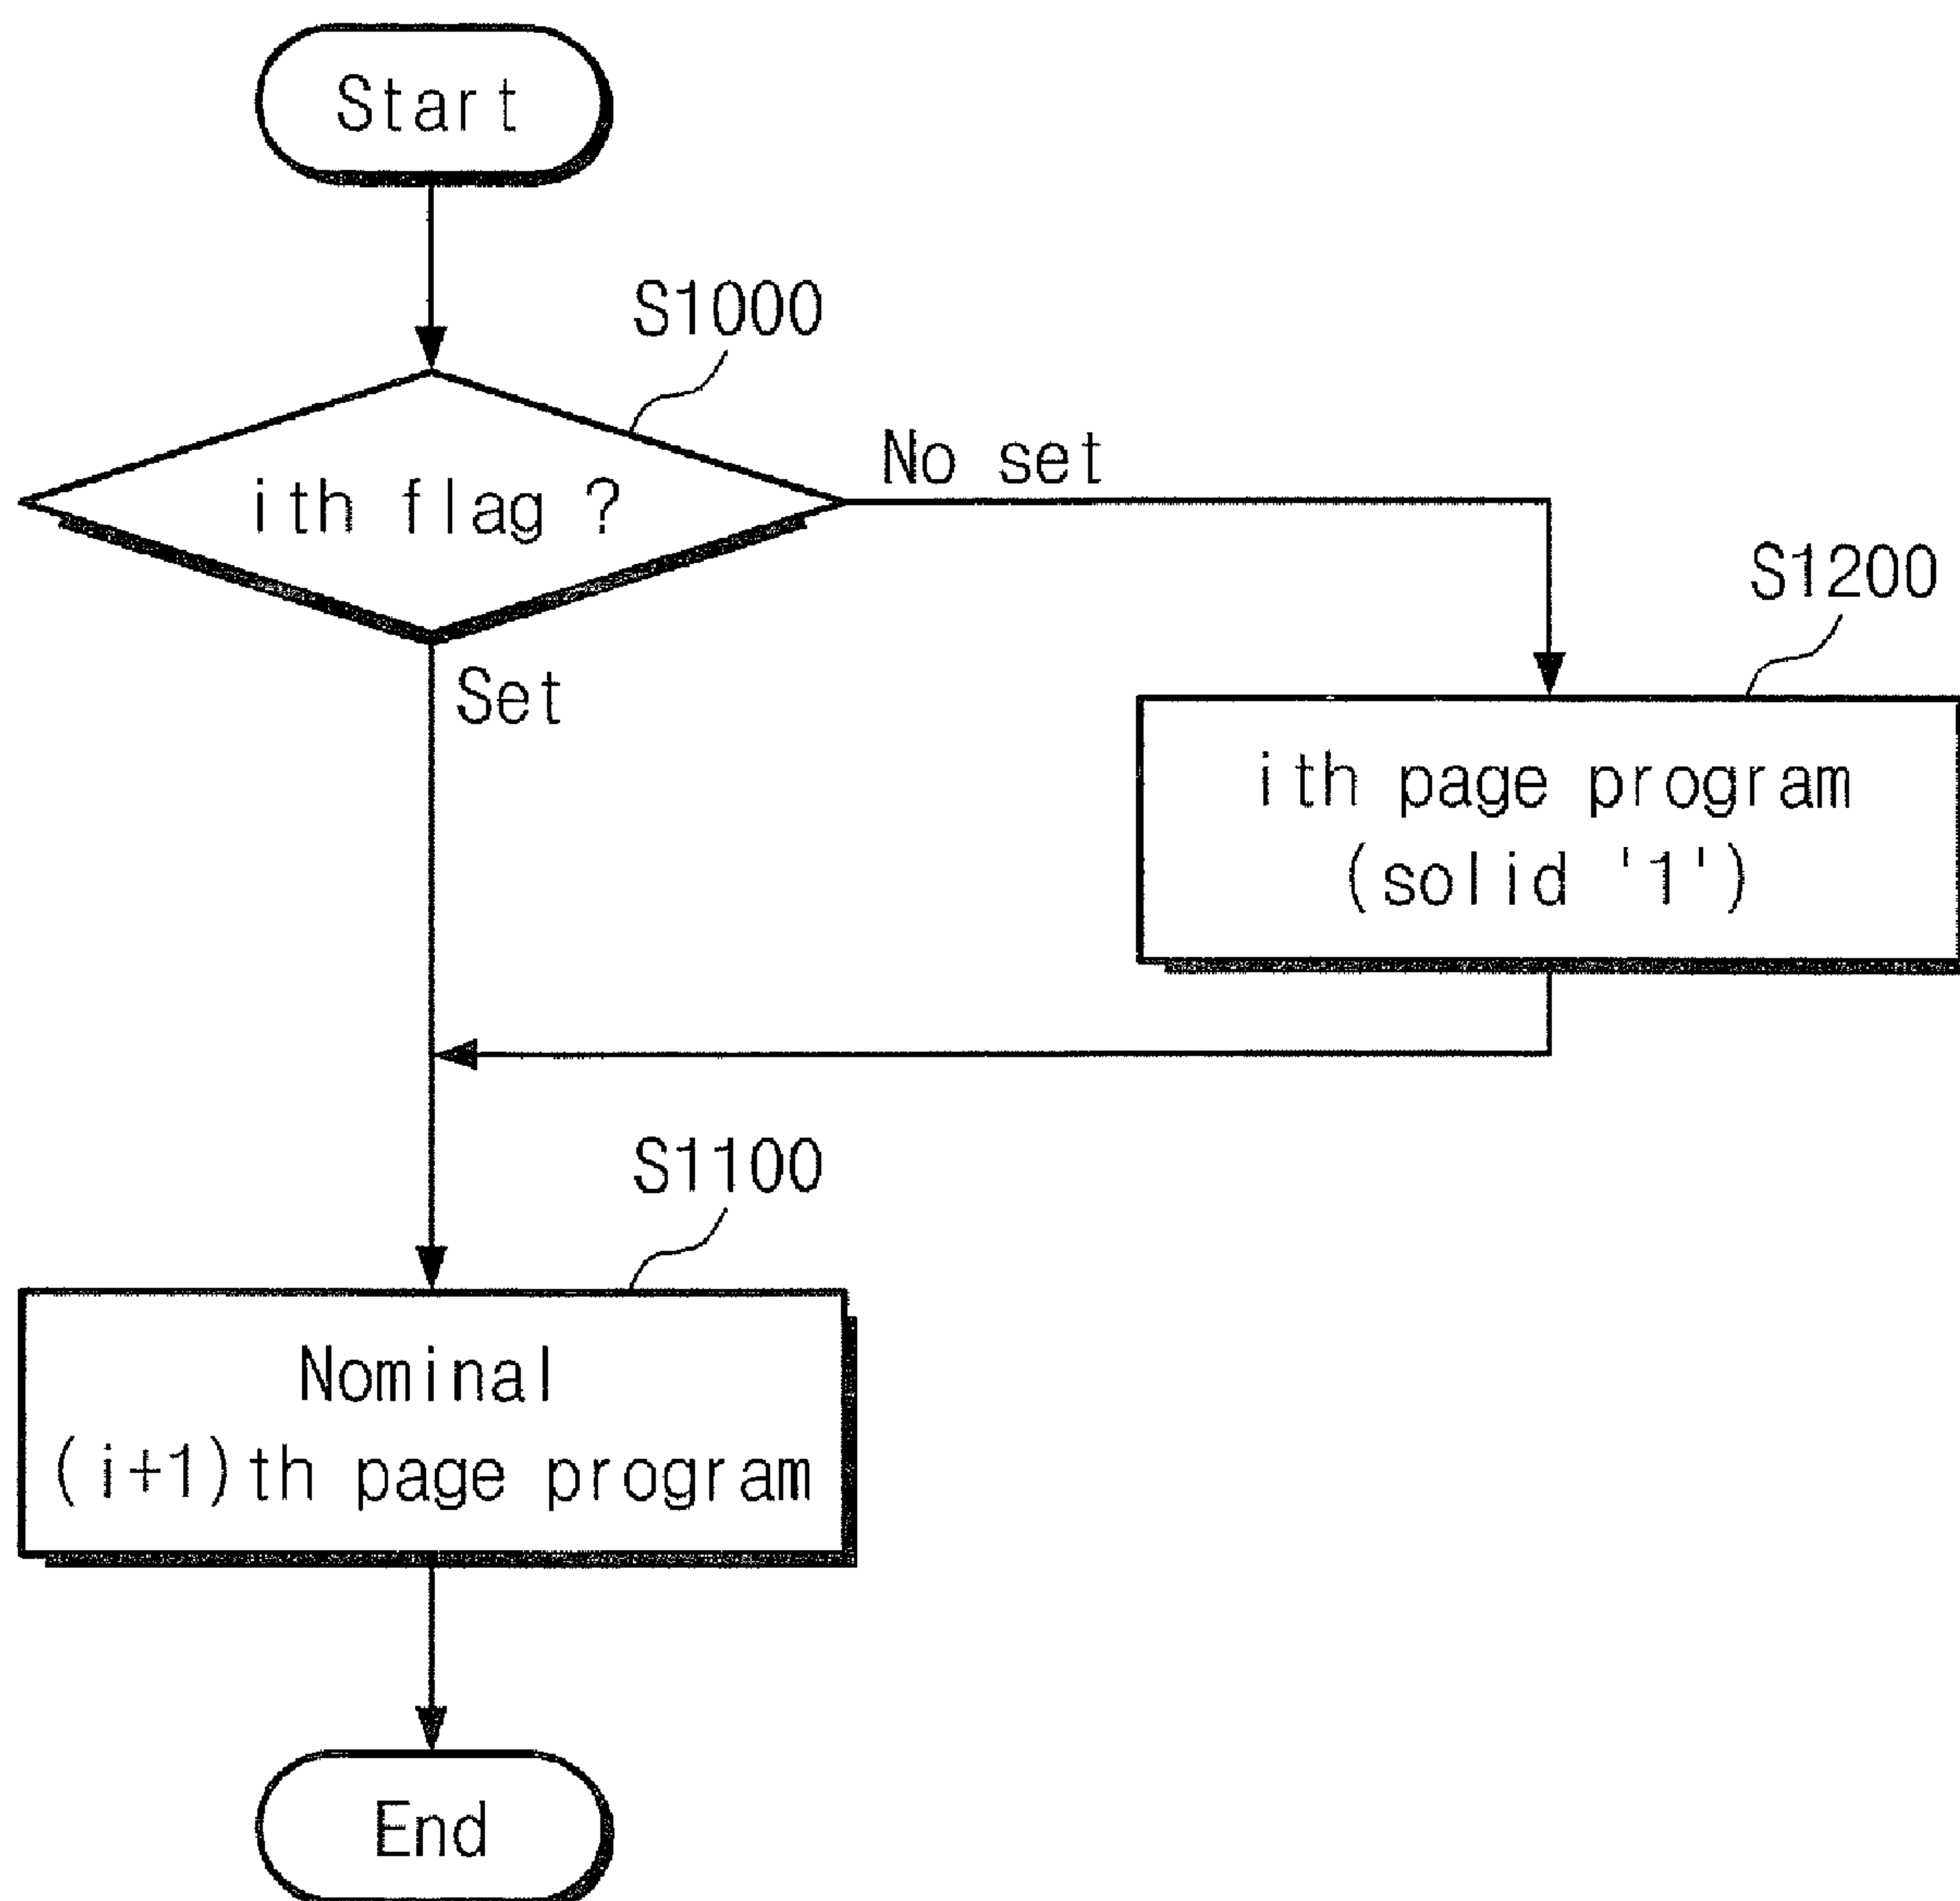 Start
S1000
ith flag ?
No set
Set
S1200
ith page program
(solid '1')
S1100
Nominal
(i+1)th page program
End